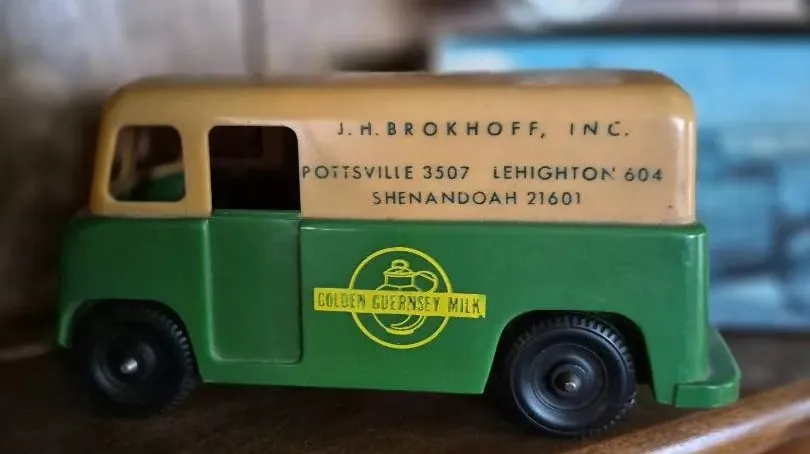 J.H.BROKHOFF, INC.
POTTSVILLE 3507 LEHIGHTON 604
SHENANDOAH 21601
GOLDEN GUERNSEY MILK